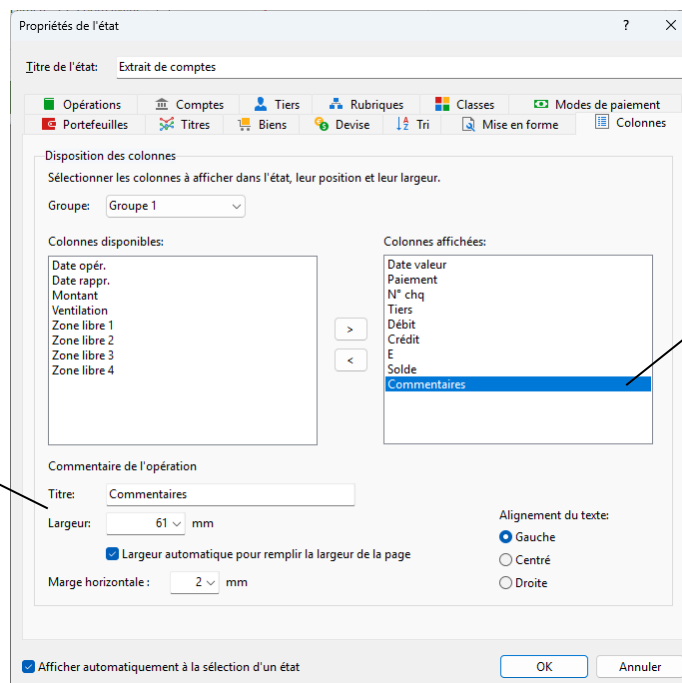 Propriétés de l'état ? ×
Titre de l'état: Extrait de comptes
Opérations Comptes Tiers Rubriques Classes Modes de paiement
Portefeuilles Titres Biens Devise Tri Mise en forme Colonnes
Disposition des colonnes
Sélectionner les colonnes à afficher dans l'état, leur position et leur largeur.
Groupe: Groupe 1
Colonnes disponibles: Colonnes affichées:
Date opér.
Date rappr.
Montant
Ventilation
Zone libre 1
Zone libre 2
Zone libre 3
Zone libre 4
>
<
Date valeur
Paiement
N° chq
Tiers
Débit
Crédit
E
Solde
Commentaires
Commentaire de l'opération
Titre: Commentaires
Largeur: 61 mm
Largeur automatique pour remplir la largeur de la page
Marge horizontale : 2 mm
Alignement du texte:
Gauche
Centré
Droite
Afficher automatiquement à la sélection d'un état OK Annuler